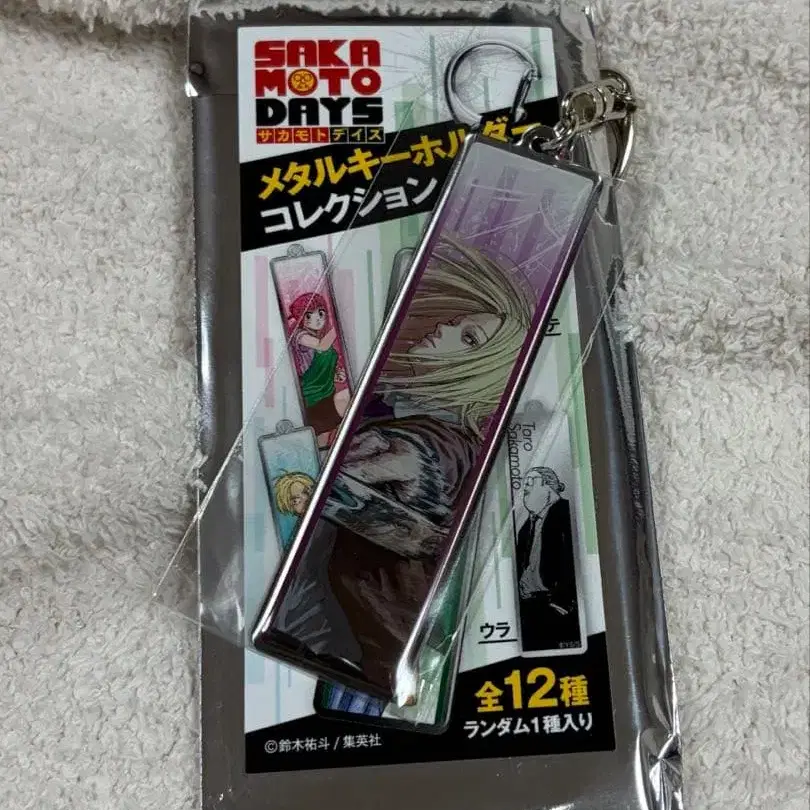 SAKA
MOTO
DAYS
サカモトデイズ
メタルキーホルダー
コレクション
テ
Taro
Sakamoto
ウラ
全12種
ランダム1種入り
©鈴木祐斗/集英社